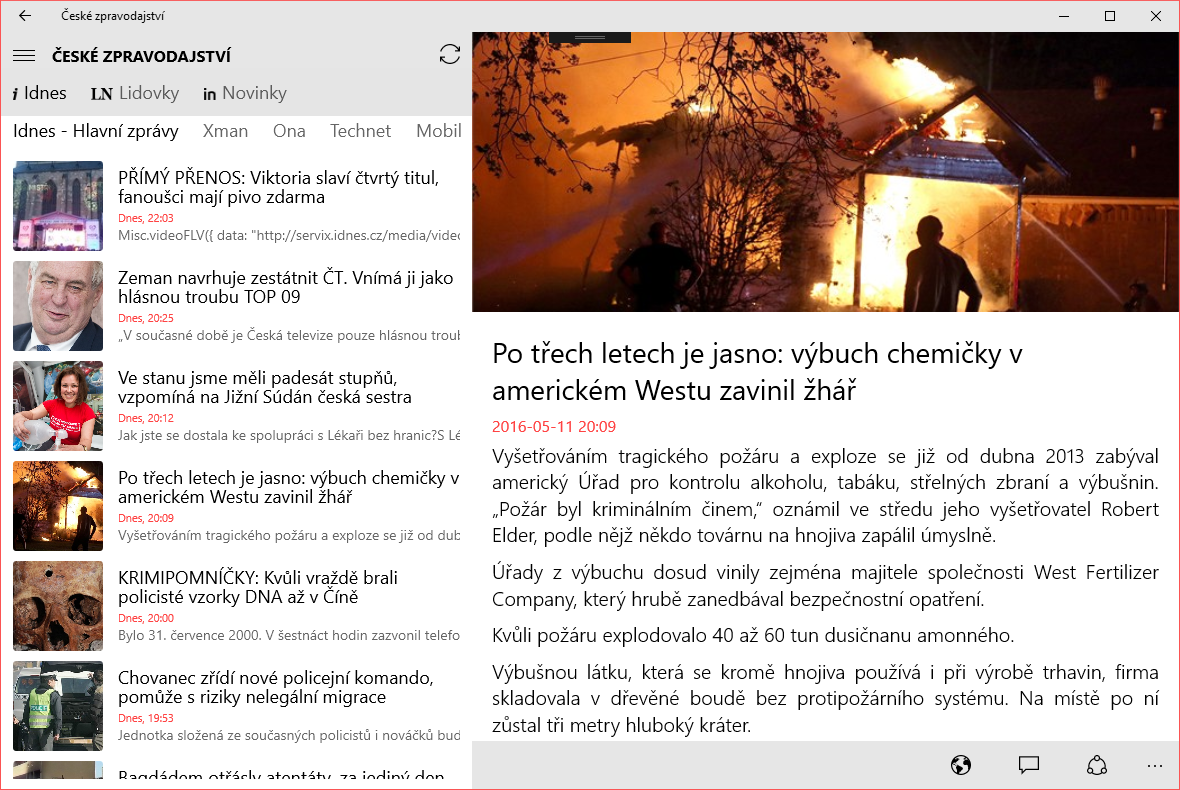 České zpravodajství
ČESKÉ ZPRAVODAJSTVÍ
i Idnes LN Lidovky in Novinky
Idnes - Hlavní zprávy Xman Ona Technet Mobil
PŘÍMÝ PŘENOS: Viktoria slaví čtvrtý titul,
fanoušci mají pivo zdarma
Dnes, 22:03
Misc.videoFLV({ data: "http://servix.idnes.cz/media/video
Zeman navrhuje zestátnit ČT. Vnímá ji jako
hlásnou troubu TOP 09
Dnes, 20:25
„V současné době je Česká televize pouze hlásnou troub
Ve stanu jsme měli padesát stupňů,
vzpomíná na Jižní Súdán česká sestra
Dnes, 20:12
Jak jste se dostala ke spolupráci s Lékaři bez hranic?S Lé
Po třech letech je jasno: výbuch chemičky v
americkém Westu zavinil žhář
Dnes, 20:09
Vyšetřováním tragického požáru a exploze se již od dub
KRIMIPOMNÍČKY: Kvůli vraždě brali
policisté vzorky DNA až v Číně
Dnes, 20:00
Bylo 31. července 2000. V šestnáct hodin zazvonil telefo
Chovanec zřídí nové policejní komando,
pomůže s riziky nelegální migrace
Dnes, 19:53
Jednotka složená ze současných policistů i nováčků bud
Bagdádem otřásly atentáty, za jediný den
Po třech letech je jasno: výbuch chemičky v
americkém Westu zavinil žhář
2016-05-11 20:09
Vyšetřováním tragického požáru a exploze se již od dubna 2013 zabýval
americký Úřad pro kontrolu alkoholu, tabáku, střelných zbraní a výbušnin.
„Požár byl kriminálním činem,“ oznámil ve středu jeho vyšetřovatel Robert
Elder, podle nějž někdo továrnu na hnojiva zapálil úmyslně.
Úřady z výbuchu dosud vinily zejména majitele společnosti West Fertilizer
Company, který hrubě zanedbával bezpečnostní opatření.
Kvůli požáru explodovalo 40 až 60 tun dusičnanu amonného.
Výbušnou látku, která se kromě hnojiva používá i při výrobě trhavin, firma
skladovala v dřevěné boudě bez protipožárního systému. Na místě po ní
zůstal tři metry hluboký kráter.